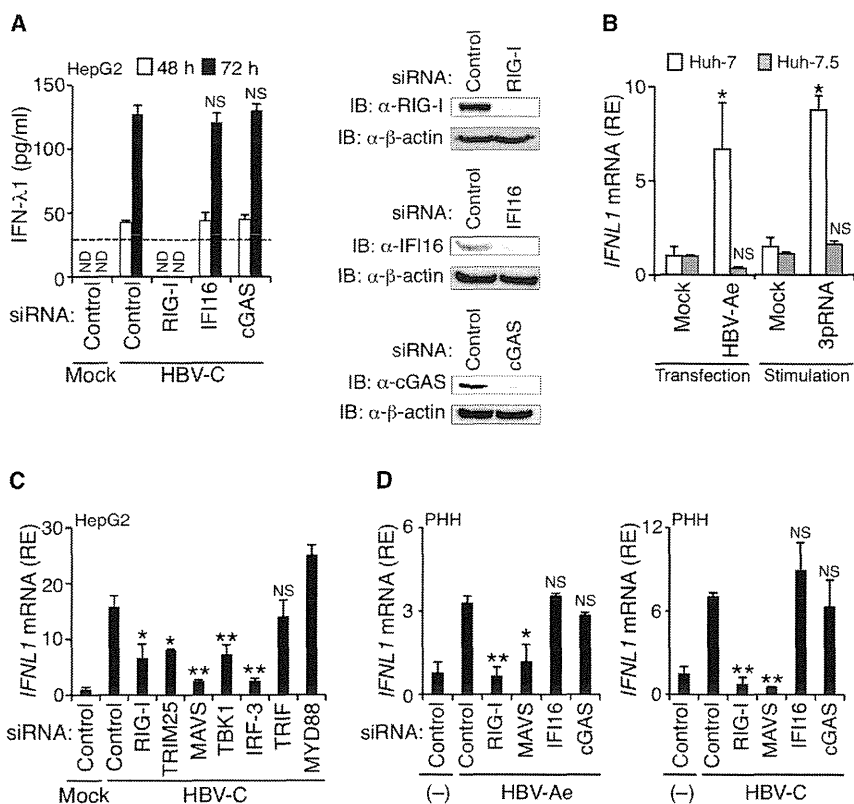 A
HepG2 48 h 72 h
IFN-λ1 (pg/ml)
150
100
50
0
ND ND
ND ND
NS
NS
siRNA: Control Control RIG-I IFI16 cGAS
Mock HBV-C
siRNA: Control RIG-I
IB: α-RIG-I
IB: α-β-actin
siRNA: Control IFI16
IB: α-IFI16
IB: α-β-actin
siRNA: Control cGAS
IB: α-cGAS
IB: α-β-actin
B
Huh-7 Huh-7.5
IFNL1 mRNA (RE)
10
5
0
*
NS
*
NS
Mock HBV-Ae Mock 3pRNA
Transfection Stimulation
C
HepG2
IFNL1 mRNA (RE)
30
20
10
0
* * ** ** ** NS
siRNA: Control Control RIG-I TRIM25 MAVS TBK1 IRF-3 TRIF MYD88
Mock HBV-C
D
PHH
IFNL1 mRNA (RE)
6
3
0
** * NS NS
siRNA: Control Control RIG-I MAVS IFI16 cGAS
(–) HBV-Ae
PHH
IFNL1 mRNA (RE)
12
9
6
3
0
** ** NS NS
Control Control RIG-I MAVS IFI16 cGAS
(–) HBV-C